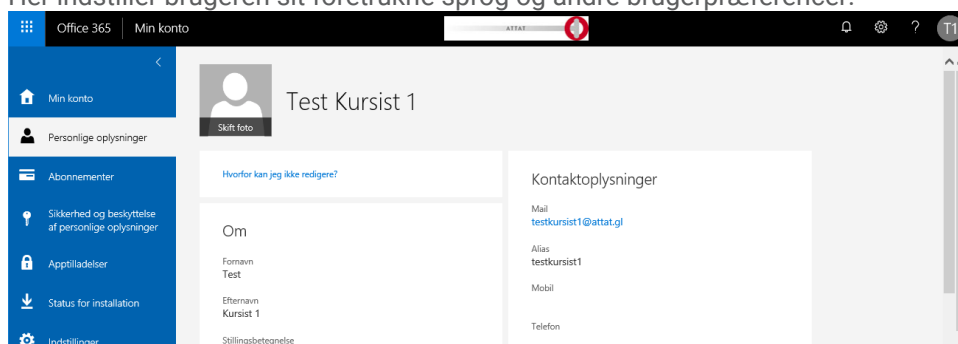 Her indstiller brugeren sit foretrukne sprog og andre brugerpræferencer.
Office 365 Min konto
ATTAT
?
T1
Min konto
Personlige oplysninger
Abonnementer
Sikkerhed og beskyttelse
af personlige oplysninger
Apptilladelser
Status for installation
Indstillinger
Test Kursist 1
Skift foto
Hvorfor kan jeg ikke redigere?
Om
Fornavn
Test
Efternavn
Kursist 1
Stillingsbetegnelse
Kontaktoplysninger
Mail
testkursist1@attat.gl
Alias
testkursist1
Mobil
Telefon